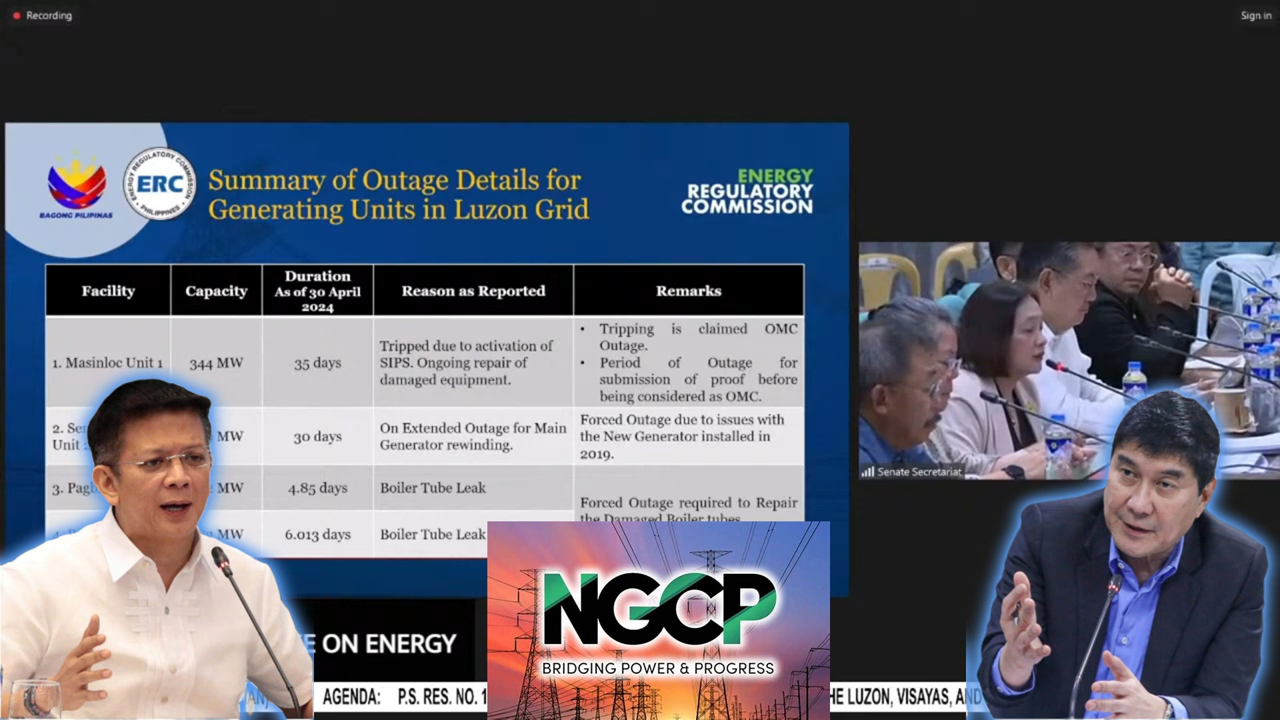 Recording
Sign in
BAGONG PILIPINAS
ENERGY REGULATORY COMMISSION
ERC
PHILIPPINES
Summary of Outage Details for
Generating Units in Luzon Grid
ENERGY
REGULATORY
COMMISSION
Facility
Capacity
Duration
As of 30 April
2024
Reason as Reported
Remarks
1. Masinloc Unit 1
344 MW
35 days
Tripped due to activation of
SIPS. Ongoing repair of
damaged equipment.
• Tripping is claimed OMC
Outage.
• Period of Outage for
submission of proof before
being considered as OMC.
2.
Unit
MW
30 days
On Extended Outage for Main
Generator rewinding.
Forced Outage due to issues with
the New Generator installed in
2019.
3.
MW
4.85 days
Boiler Tube Leak
Forced Outage required to Repair
the Damaged Boiler tubes
MW
6.013 days
Boiler Tube Leak
Senate Secretariat
ON ENERGY
NGCP
BRIDGING POWER & PROGRESS
AGENDA: P.S. RES. NO. 1
LUZON, VISAYAS, AND